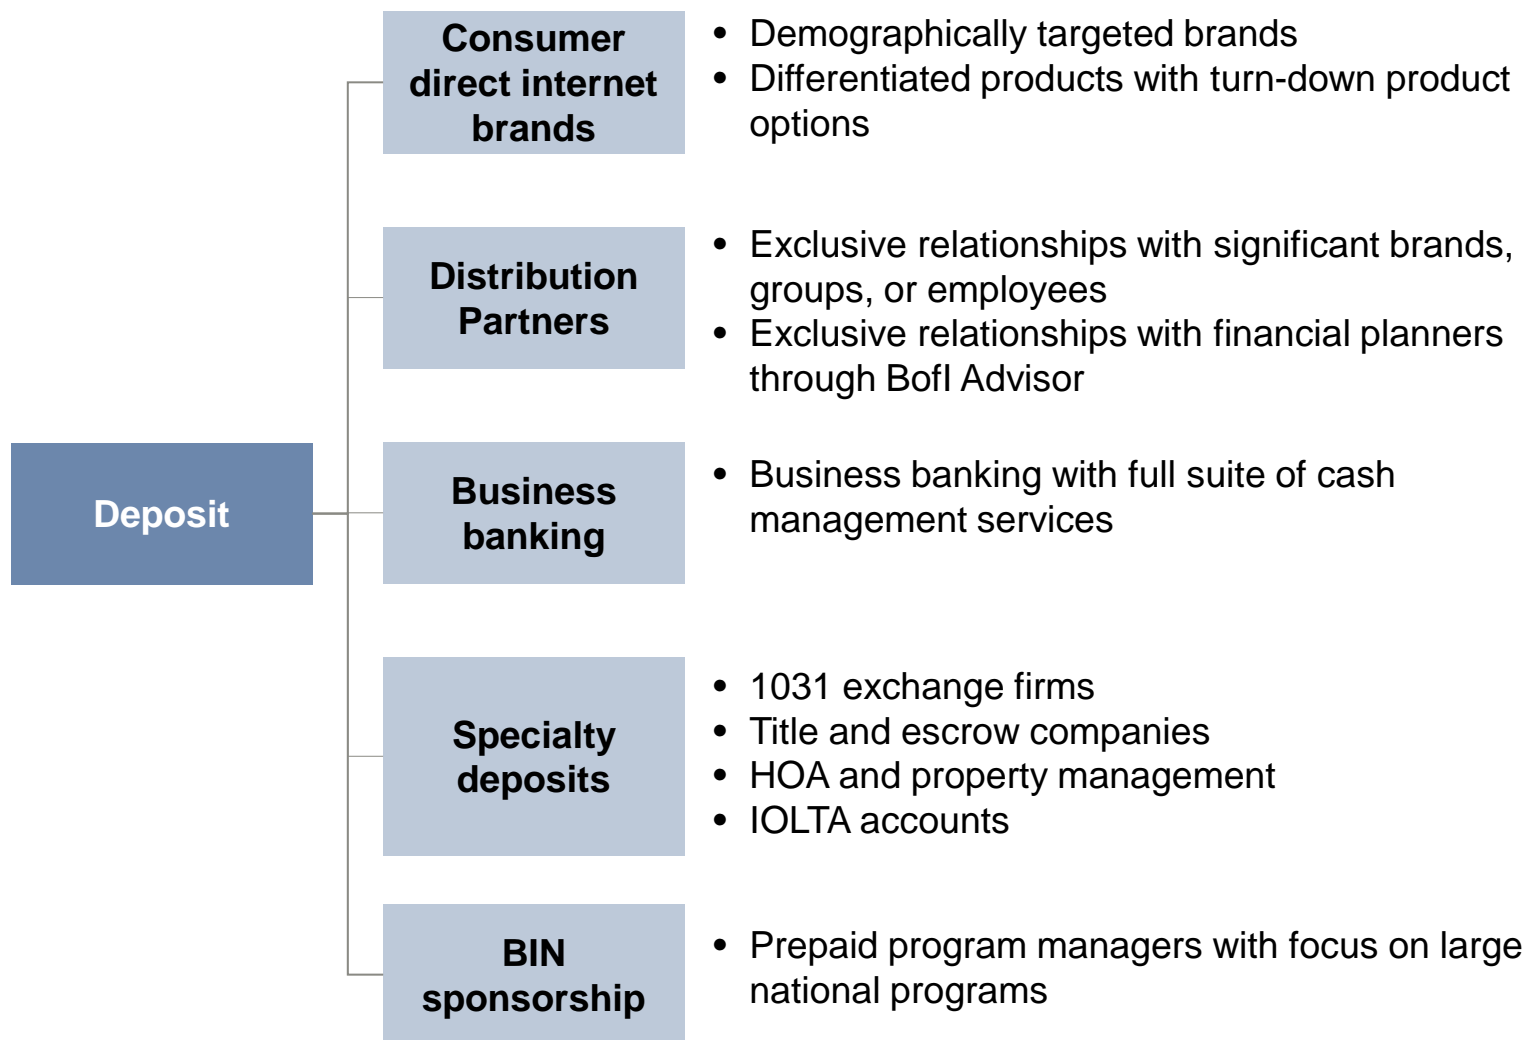 Consumer
direct internet
brands
• Demographically targeted brands
• Differentiated products with turn-down product
options
Distribution
Partners
• Exclusive relationships with significant brands,
groups, or employees
• Exclusive relationships with financial planners
through BofI Advisor
Deposit
Business
banking
• Business banking with full suite of cash
management services
Specialty
deposits
• 1031 exchange firms
• Title and escrow companies
• HOA and property management
• IOLTA accounts
BIN
sponsorship
• Prepaid program managers with focus on large
national programs